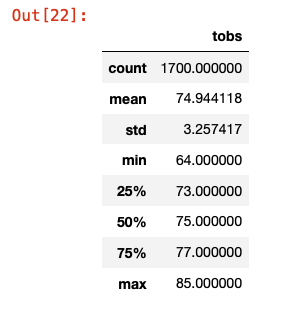 Out[22]:
tobs
count 1700.000000
mean 74.944118
std 3.257417
min 64.000000
25% 73.000000
50% 75.000000
75% 77.000000
max 85.000000